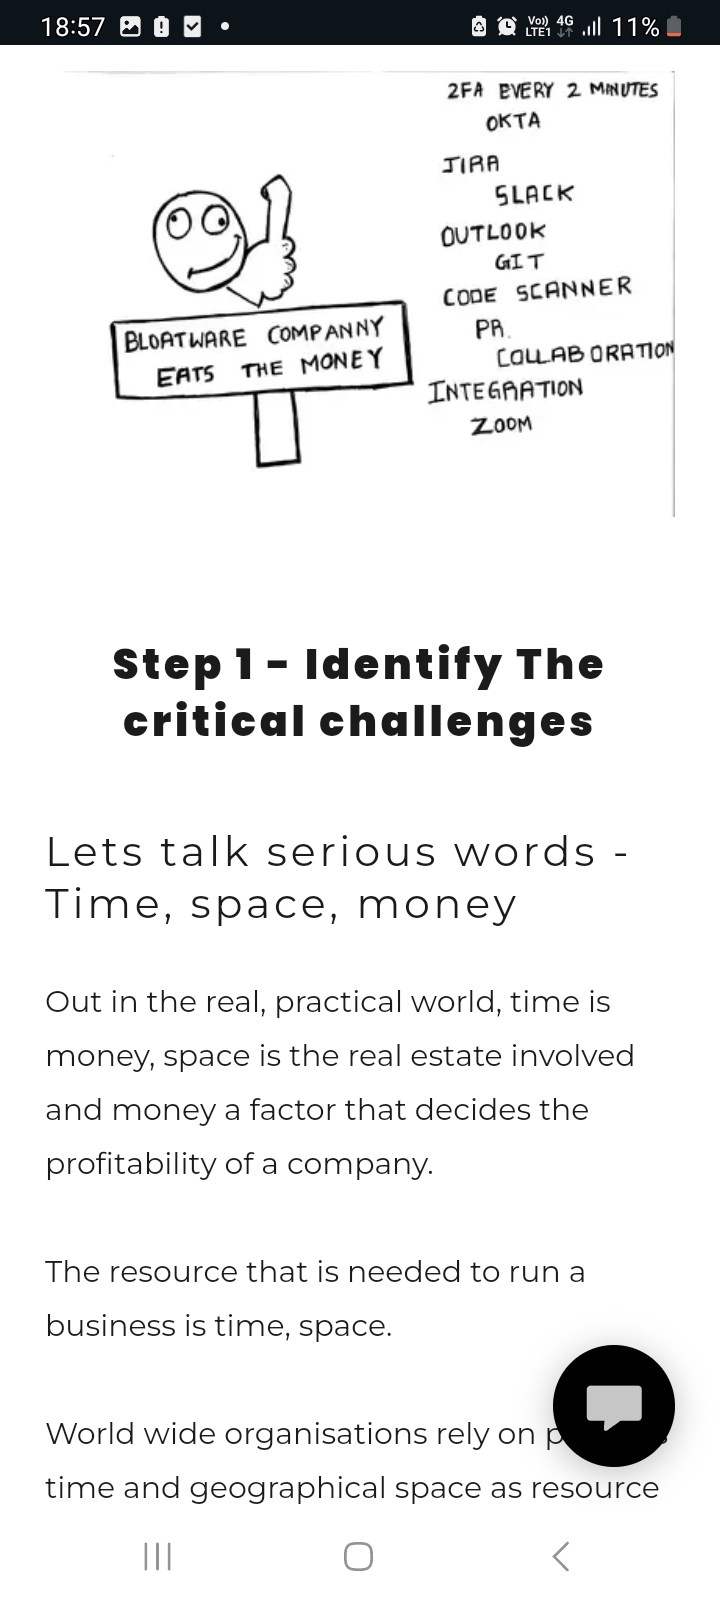 18:57
Vo)) 4G
LTE1
11%
2FA EVERY 2 MINUTES
OKTA
JIRA
SLACK
OUTLOOK
GIT
CODE SCANNER
PR.
COLLABORATION
INTEGRATION
ZOOM
BLOATWARE COMPANNY
EATS THE MONEY
Step 1 - Identify The
critical challenges
Lets talk serious words -
Time, space, money
Out in the real, practical world, time is
money, space is the real estate involved
and money a factor that decides the
profitability of a company.
The resource that is needed to run a
business is time, space.
World wide organisations rely on
time and geographical space as resource